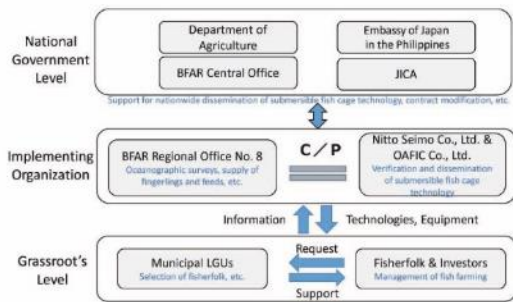 National
Government
Level
Department of
Agriculture
Embassy of Japan
in the Philippines
BFAR Central Office
JICA
Support for nationwide dissemination of submersible fish cage technology, contract modification, etc.
Implementing
Organization
BFAR Regional Office No. 8
Oceanographic surveys, supply of
fingerlings and feeds, etc.
C/P
Nitto Seimo Co., Ltd. &
OAFIC Co., Ltd.
Verification and dissemination
of submersible fish cage
technology
Information
Technologies, Equipment
Grassroot's
Level
Municipal LGUs
Selection of fisherfolk, etc.
Request
Support
Fisherfolk & Investors
Management of fish farming